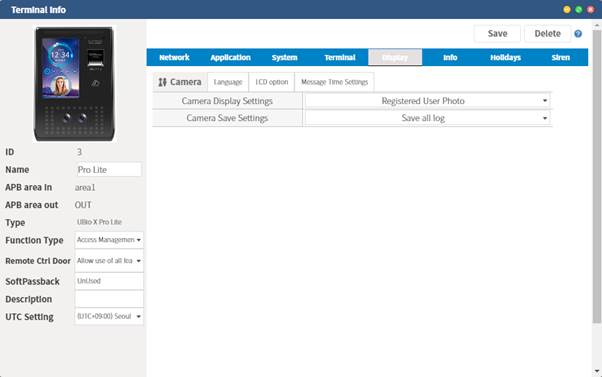 Terminal Info
Save Delete
Network Application System Terminal Display Info Holidays Siren
Camera Language LCD option Message Time Settings
Camera Display Settings Registered User Photo
Camera Save Settings Save all log
12:34
ID 3
Name Pro Lite
APB area in area1
APB area out OUT
Type UBio X Pro Lite
Function Type Access Managemen
Remote Ctrl Door Allow use of all fea
SoftPassback UnUsed
Description
UTC Setting (UTC+09:00) Seoul